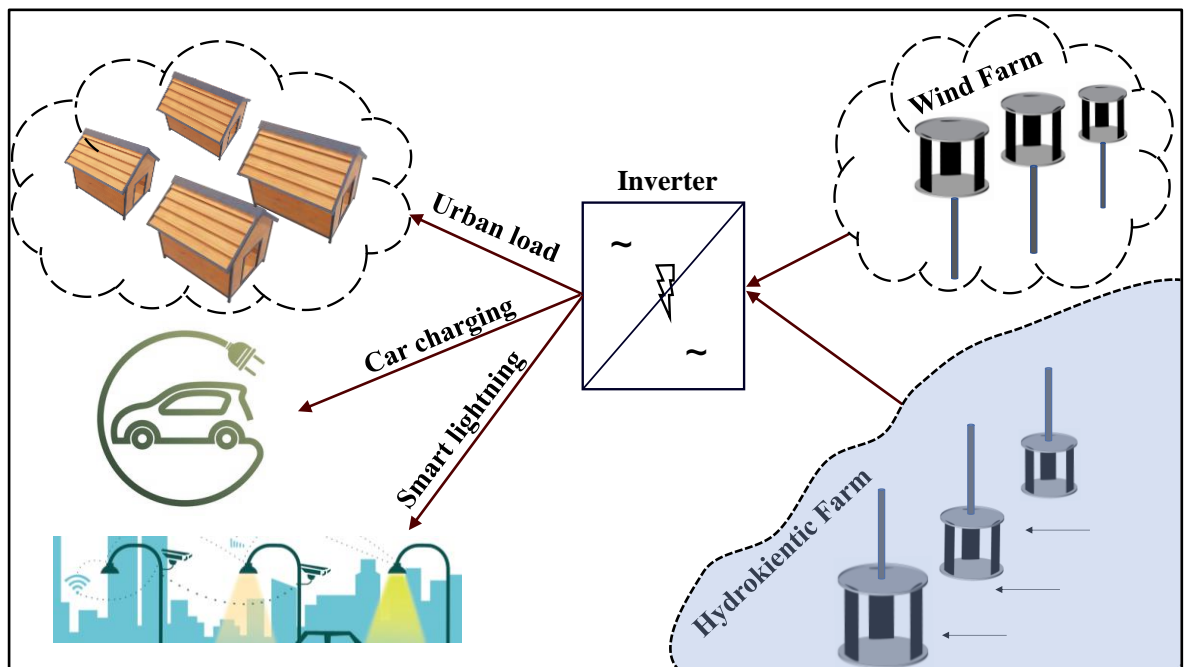 Wind Farm
Inverter
~
~
Urban load
Car charging
Smart lightning
Hydrokientic Farm